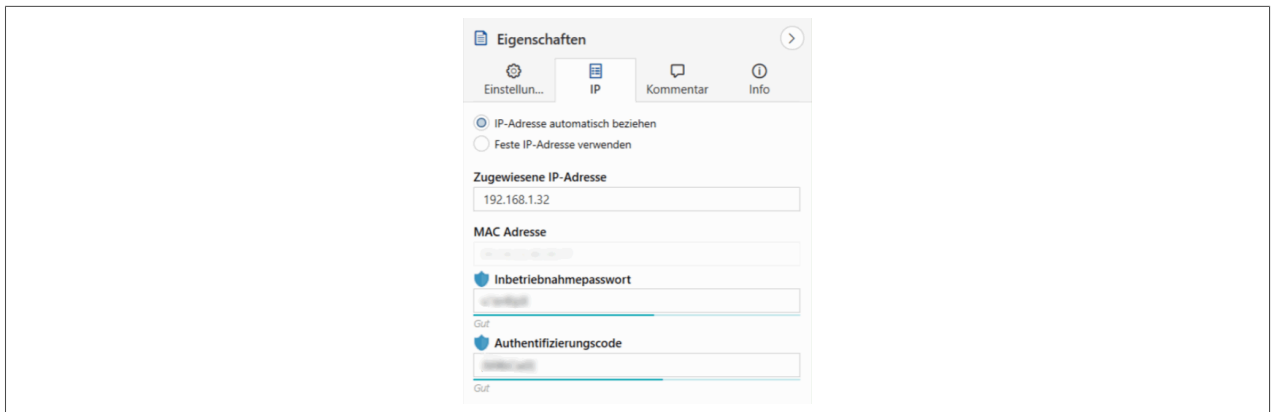 Eigenschaften
Einstellun... IP Kommentar Info
IP-Adresse automatisch beziehen
Feste IP-Adresse verwenden
Zugewiesene IP-Adresse
192.168.1.32
MAC Adresse
Inbetriebnahmepasswort
Gut
Authentifizierungscode
Gut